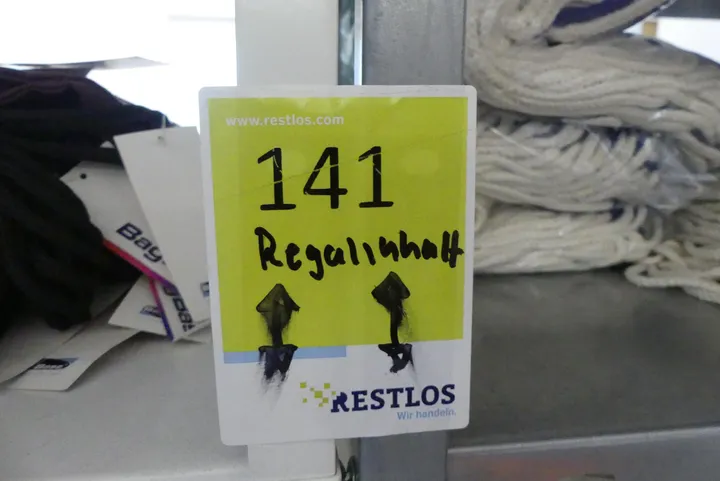 www.restlos.com
141
Regalinhalt
RESTLOS
Wir handeln.